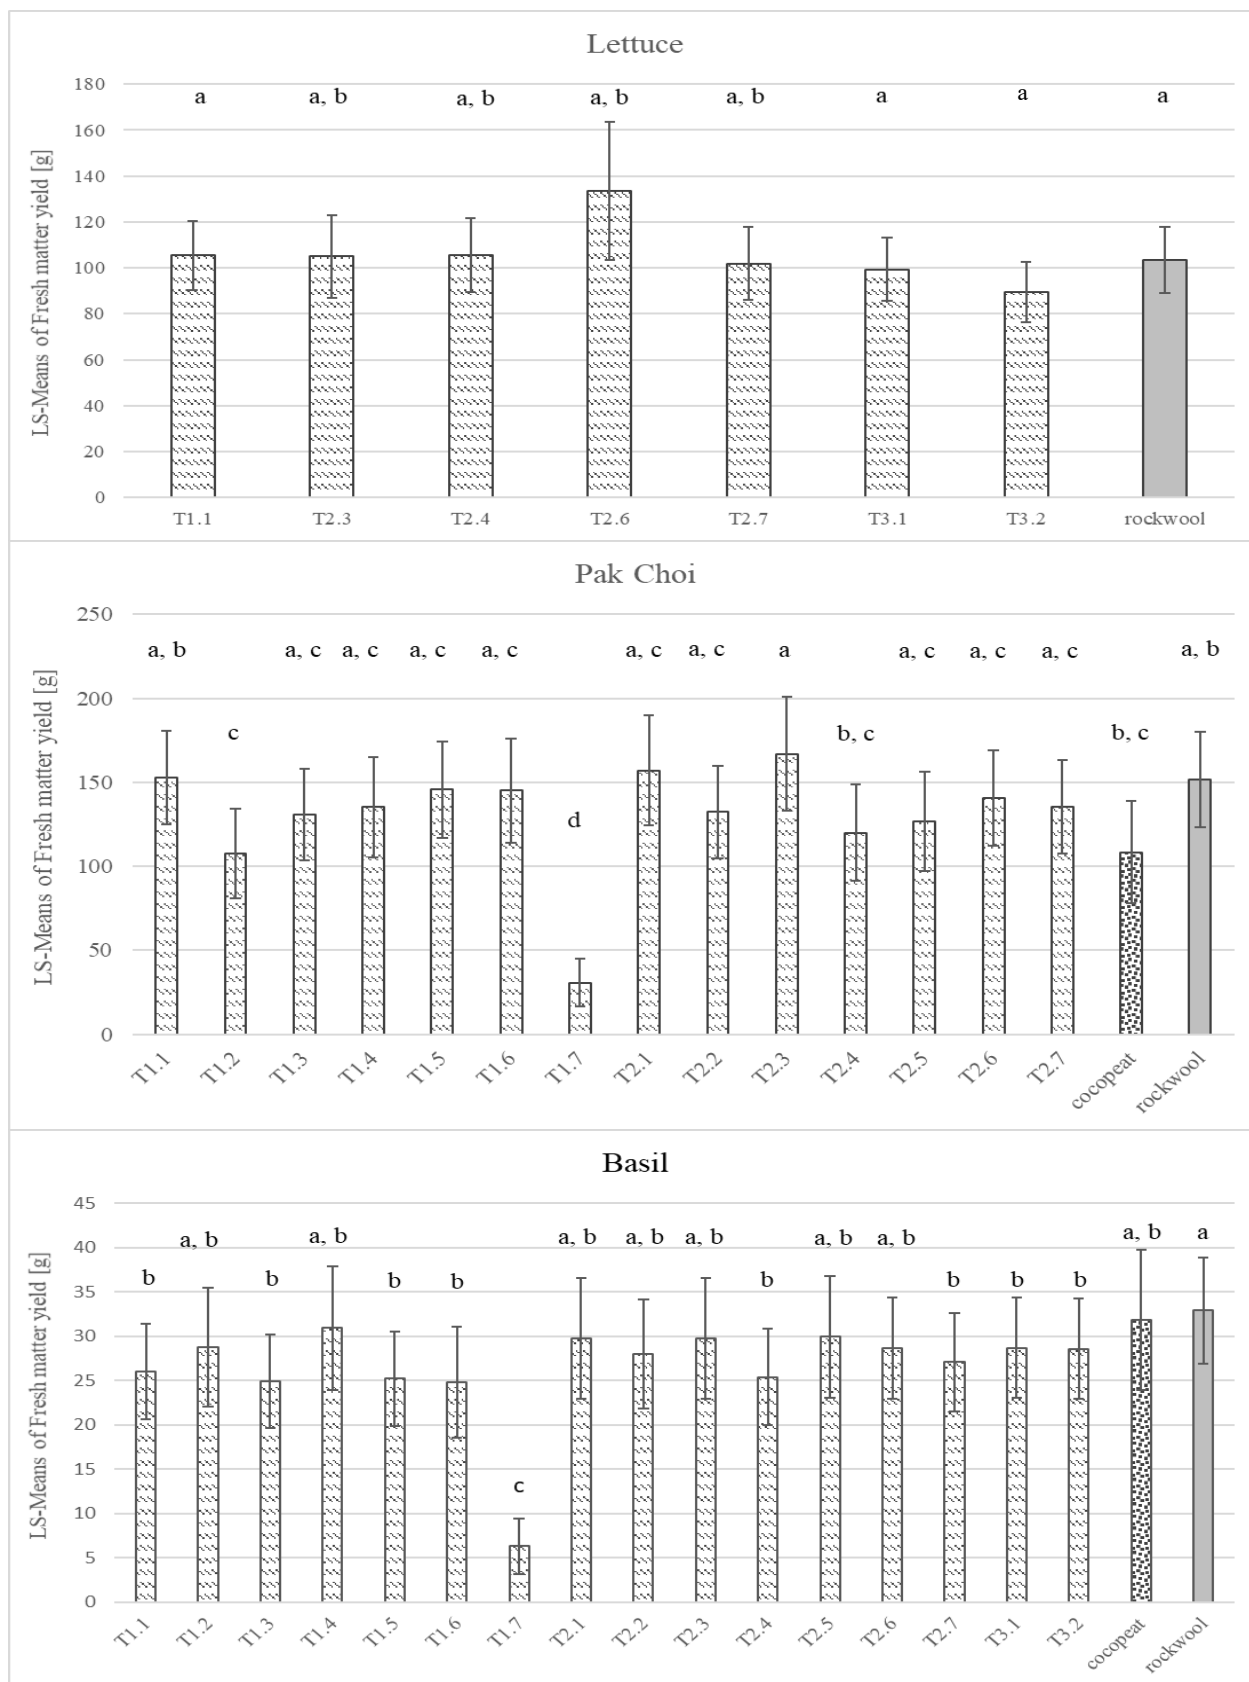 Lettuce
LS-Means of Fresh matter yield [g]
180
160
140
120
100
80
60
40
20
0
a a, b a, b a, b a, b a a a
T1.1 T2.3 T2.4 T2.6 T2.7 T3.1 T3.2 rockwool
Pak Choi
LS-Means of Fresh matter yield [g]
250
200
150
100
50
0
a, b c a, c a, c a, c a, c d a, c a, c a b, c a, c a, c a, c b, c a, b
T1.1 T1.2 T1.3 T1.4 T1.5 T1.6 T1.7 T2.1 T2.2 T2.3 T2.4 T2.5 T2.6 T2.7 cocopeat rockwool
Basil
LS-Means of Fresh matter yield [g]
45
40
35
30
25
20
15
10
5
0
b a, b b a, b b b c a, b a, b a, b b a, b a, b b b b a, b a
T1.1 T1.2 T1.3 T1.4 T1.5 T1.6 T1.7 T2.1 T2.2 T2.3 T2.4 T2.5 T2.6 T2.7 T3.1 T3.2 cocopeat rockwool